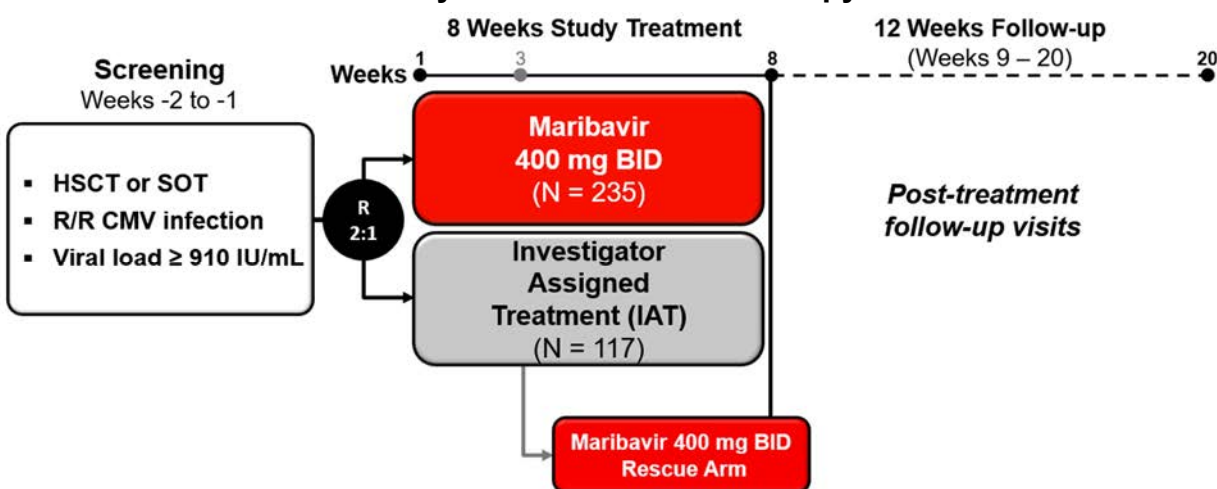 8 Weeks Study Treatment
12 Weeks Follow-up
(Weeks 9 – 20)
Weeks
1
3
8
20
Screening
Weeks -2 to -1
▪ HSCT or SOT
▪ R/R CMV infection
▪ Viral load ≥ 910 IU/mL
R
2:1
Maribavir
400 mg BID
(N = 235)
Investigator
Assigned
Treatment (IAT)
(N = 117)
Maribavir 400 mg BID
Rescue Arm
Post-treatment
follow-up visits